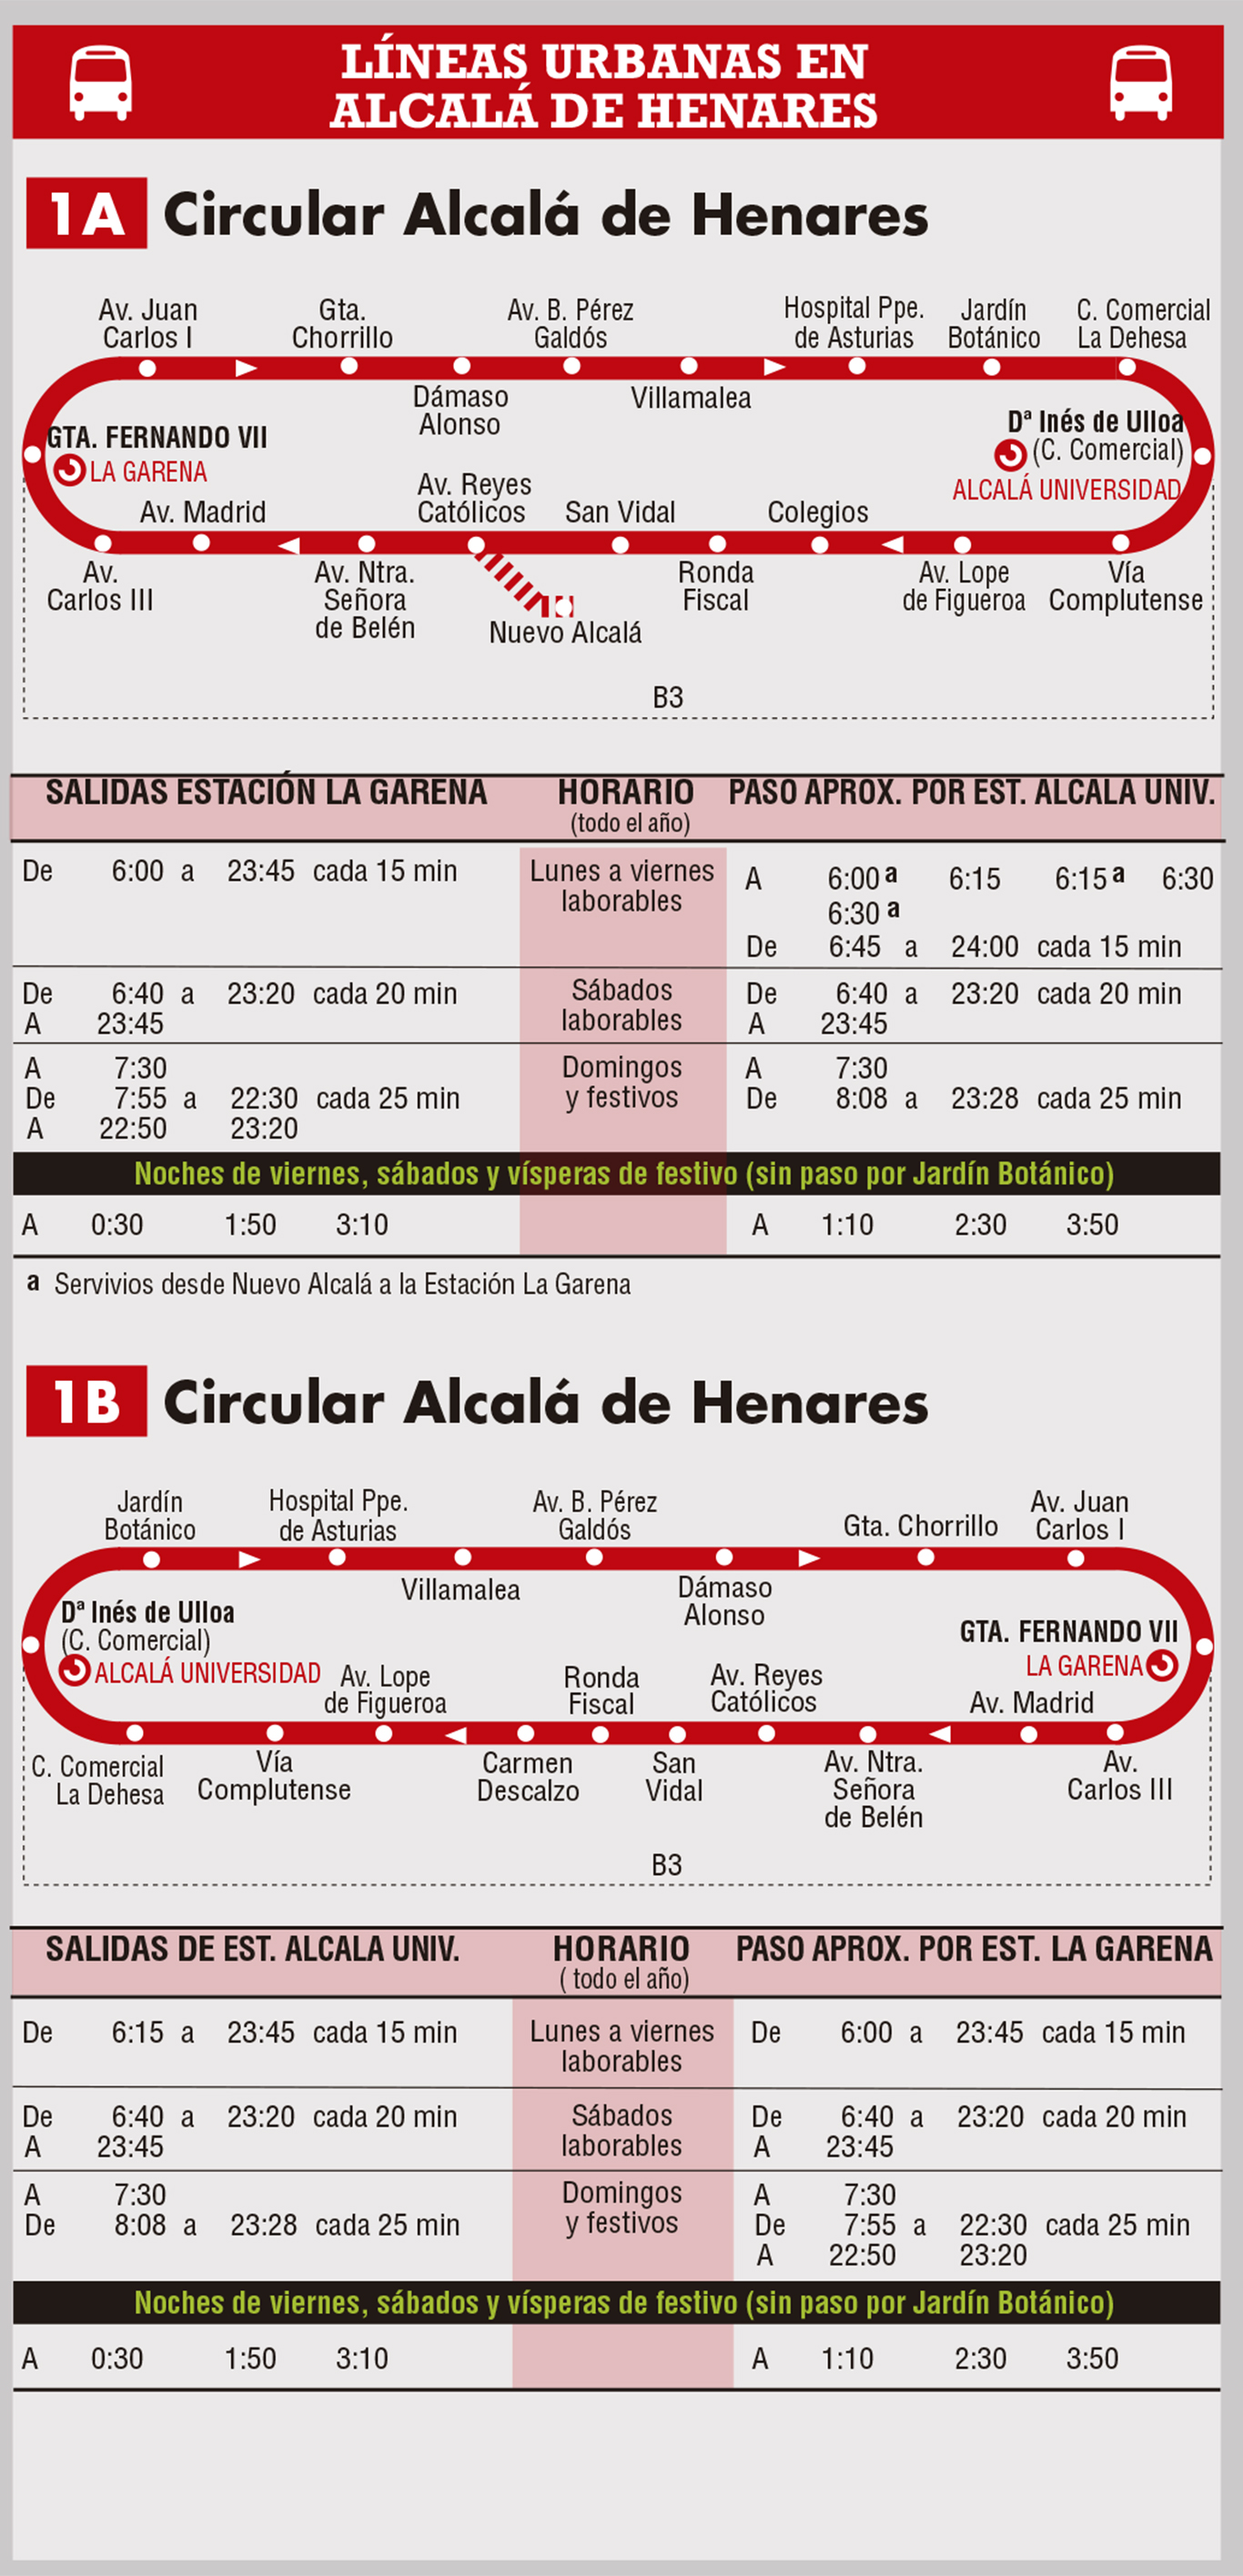 LÍNEAS URBANAS EN
ALCALÁ DE HENARES
1A Circular Alcalá de Henares
Av. Juan
Carlos I
Gta.
Chorrillo
Dámaso
Alonso
Av. B. Pérez
Galdós
Villamalea
Hospital Ppe.
de Asturias
Jardín
Botánico
C. Comercial
La Dehesa
GTA. FERNANDO VII
LA GARENA
Dª Inés de Ulloa
(C. Comercial)
ALCALÁ UNIVERSIDAD
Av. Madrid
Av. Reyes
Católicos
San Vidal
Colegios
Av.
Carlos III
Av. Ntra.
Señora
de Belén
Nuevo Alcalá
Ronda
Fiscal
Av. Lope
de Figueroa
Vía
Complutense
B3
SALIDAS ESTACIÓN LA GARENA HORARIO PASO APROX. POR EST. ALCALA UNIV.
(todo el año)
De 6:00 a 23:45 cada 15 min
Lunes a viernes
laborables
A 6:00 a 6:15 6:15 a 6:30
6:30 a
De 6:45 a 24:00 cada 15 min
De 6:40 a 23:20 cada 20 min
A 23:45
Sábados
laborables
De 6:40 a 23:20 cada 20 min
A 23:45
A 7:30
De 7:55 a 22:30 cada 25 min
A 22:50 23:20
Domingos
y festivos
A 7:30
De 8:08 a 23:28 cada 25 min
Noches de viernes, sábados y vísperas de festivo (sin paso por Jardín Botánico)
A 0:30 1:50 3:10 A 1:10 2:30 3:50
a Servivios desde Nuevo Alcalá a la Estación La Garena
1B Circular Alcalá de Henares
Jardín
Botánico
Hospital Ppe.
de Asturias
Villamalea
Av. B. Pérez
Galdós
Dámaso
Alonso
Gta. Chorrillo
Av. Juan
Carlos I
Dª Inés de Ulloa
(C. Comercial)
ALCALÁ UNIVERSIDAD
GTA. FERNANDO VII
LA GARENA
Av. Lope
de Figueroa
Ronda
Fiscal
Av. Reyes
Católicos
Av. Madrid
C. Comercial
La Dehesa
Vía
Complutense
Carmen
Descalzo
San
Vidal
Av. Ntra.
Señora
de Belén
Av.
Carlos III
B3
SALIDAS DE EST. ALCALA UNIV. HORARIO PASO APROX. POR EST. LA GARENA
( todo el año)
De 6:15 a 23:45 cada 15 min
Lunes a viernes
laborables
De 6:00 a 23:45 cada 15 min
De 6:40 a 23:20 cada 20 min
A 23:45
Sábados
laborables
De 6:40 a 23:20 cada 20 min
A 23:45
A 7:30
De 8:08 a 23:28 cada 25 min
Domingos
y festivos
A 7:30
De 7:55 a 22:30 cada 25 min
A 22:50 23:20
Noches de viernes, sábados y vísperas de festivo (sin paso por Jardín Botánico)
A 0:30 1:50 3:10 A 1:10 2:30 3:50